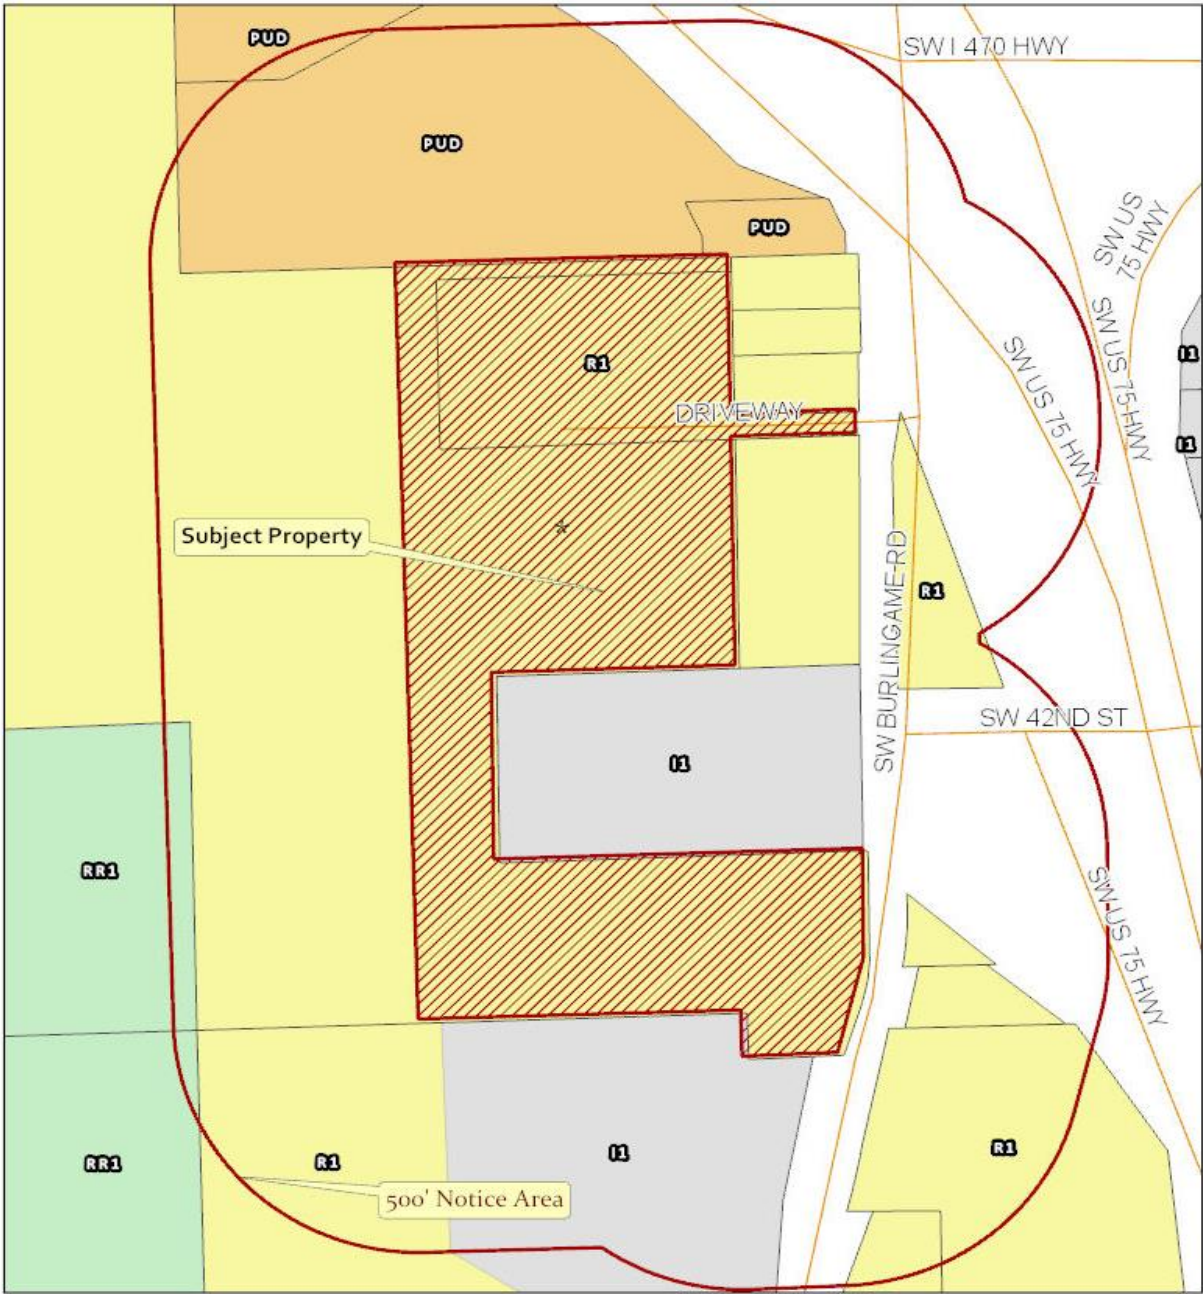 PUD
SW I 470 HWY
PUD
PUD
SW US
75 HWY
SW US 75 HWY
SW US 75 HWY
I1
R1
DRIVEWAY
I1
Subject Property
*
SW BURLINGAME RD
R1
SW 42ND ST
I1
RR1
SW US 75 HWY
R1
I1
RR1
R1
500' Notice Area